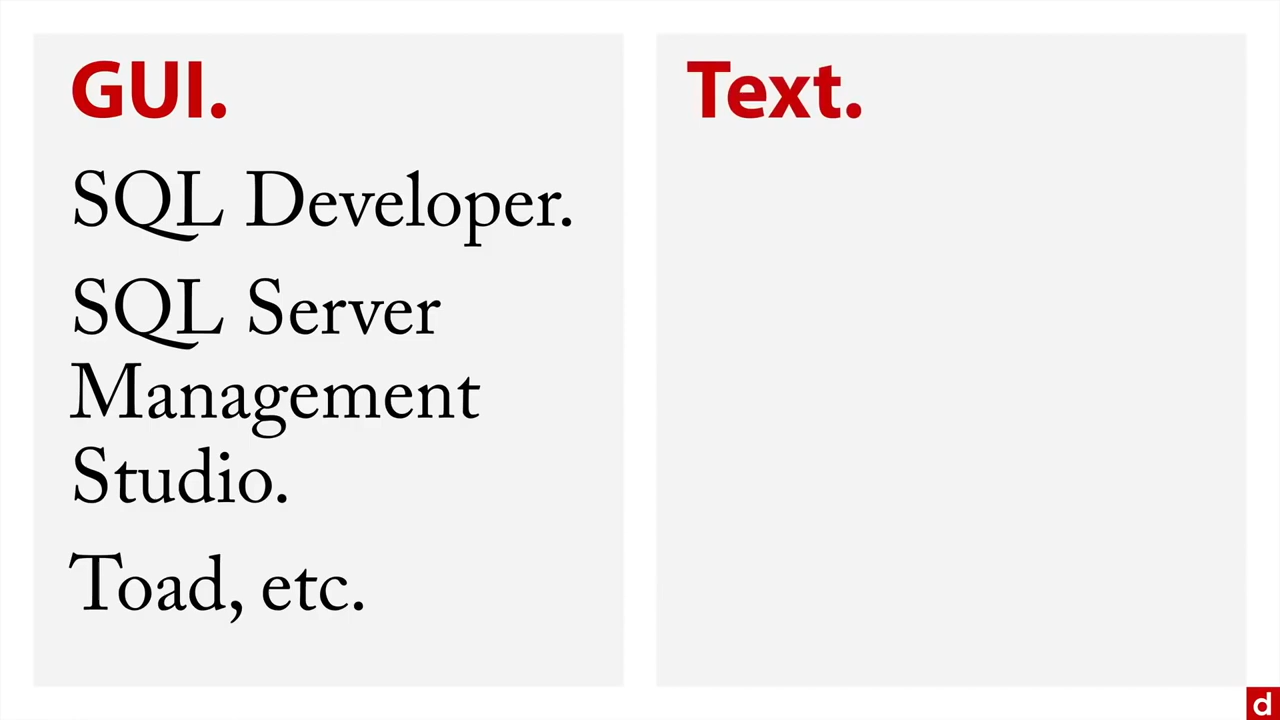 GUI.
SQL Developer.
SQL Server
Management
Studio.
Toad, etc.
Text.
d